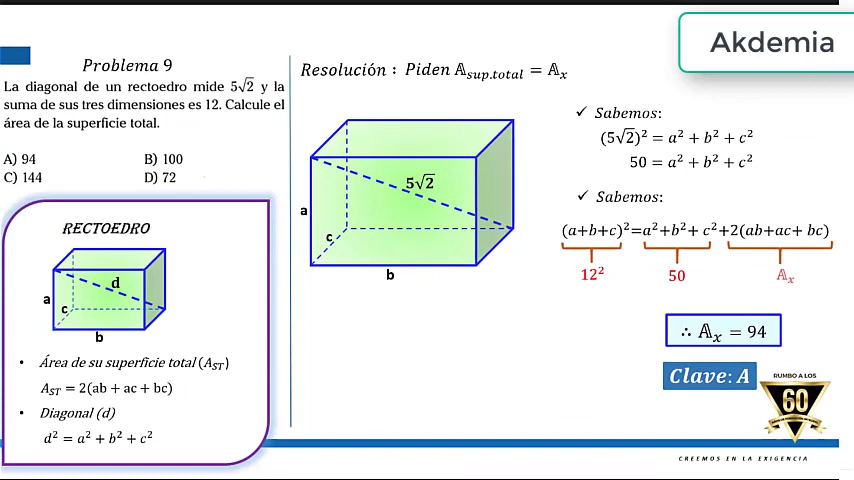 Akdemia
Problema 9
La diagonal de un rectoedro mide 5√2 y la
suma de sus tres dimensiones es 12. Calcule el
área de la superficie total.
A) 94 B) 100
C) 144 D) 72
RECTOEDRO
d
a
c
b
• Área de su superficie total (A_ST)
A_ST = 2(ab + ac + bc)
• Diagonal (d)
d² = a² + b² + c²
Resolución : Piden 𝔸_sup.total = 𝔸_x
5√2
a
c
b
✓ Sabemos:
(5√2)² = a² + b² + c²
50 = a² + b² + c²
✓ Sabemos:
(a+b+c)²=a²+b²+ c²+2(ab+ac+ bc)
12² 50 𝔸_x
∴ 𝔸_x = 94
Clave: A
RUMBO A LOS
60
CREEMOS EN LA EXIGENCIA